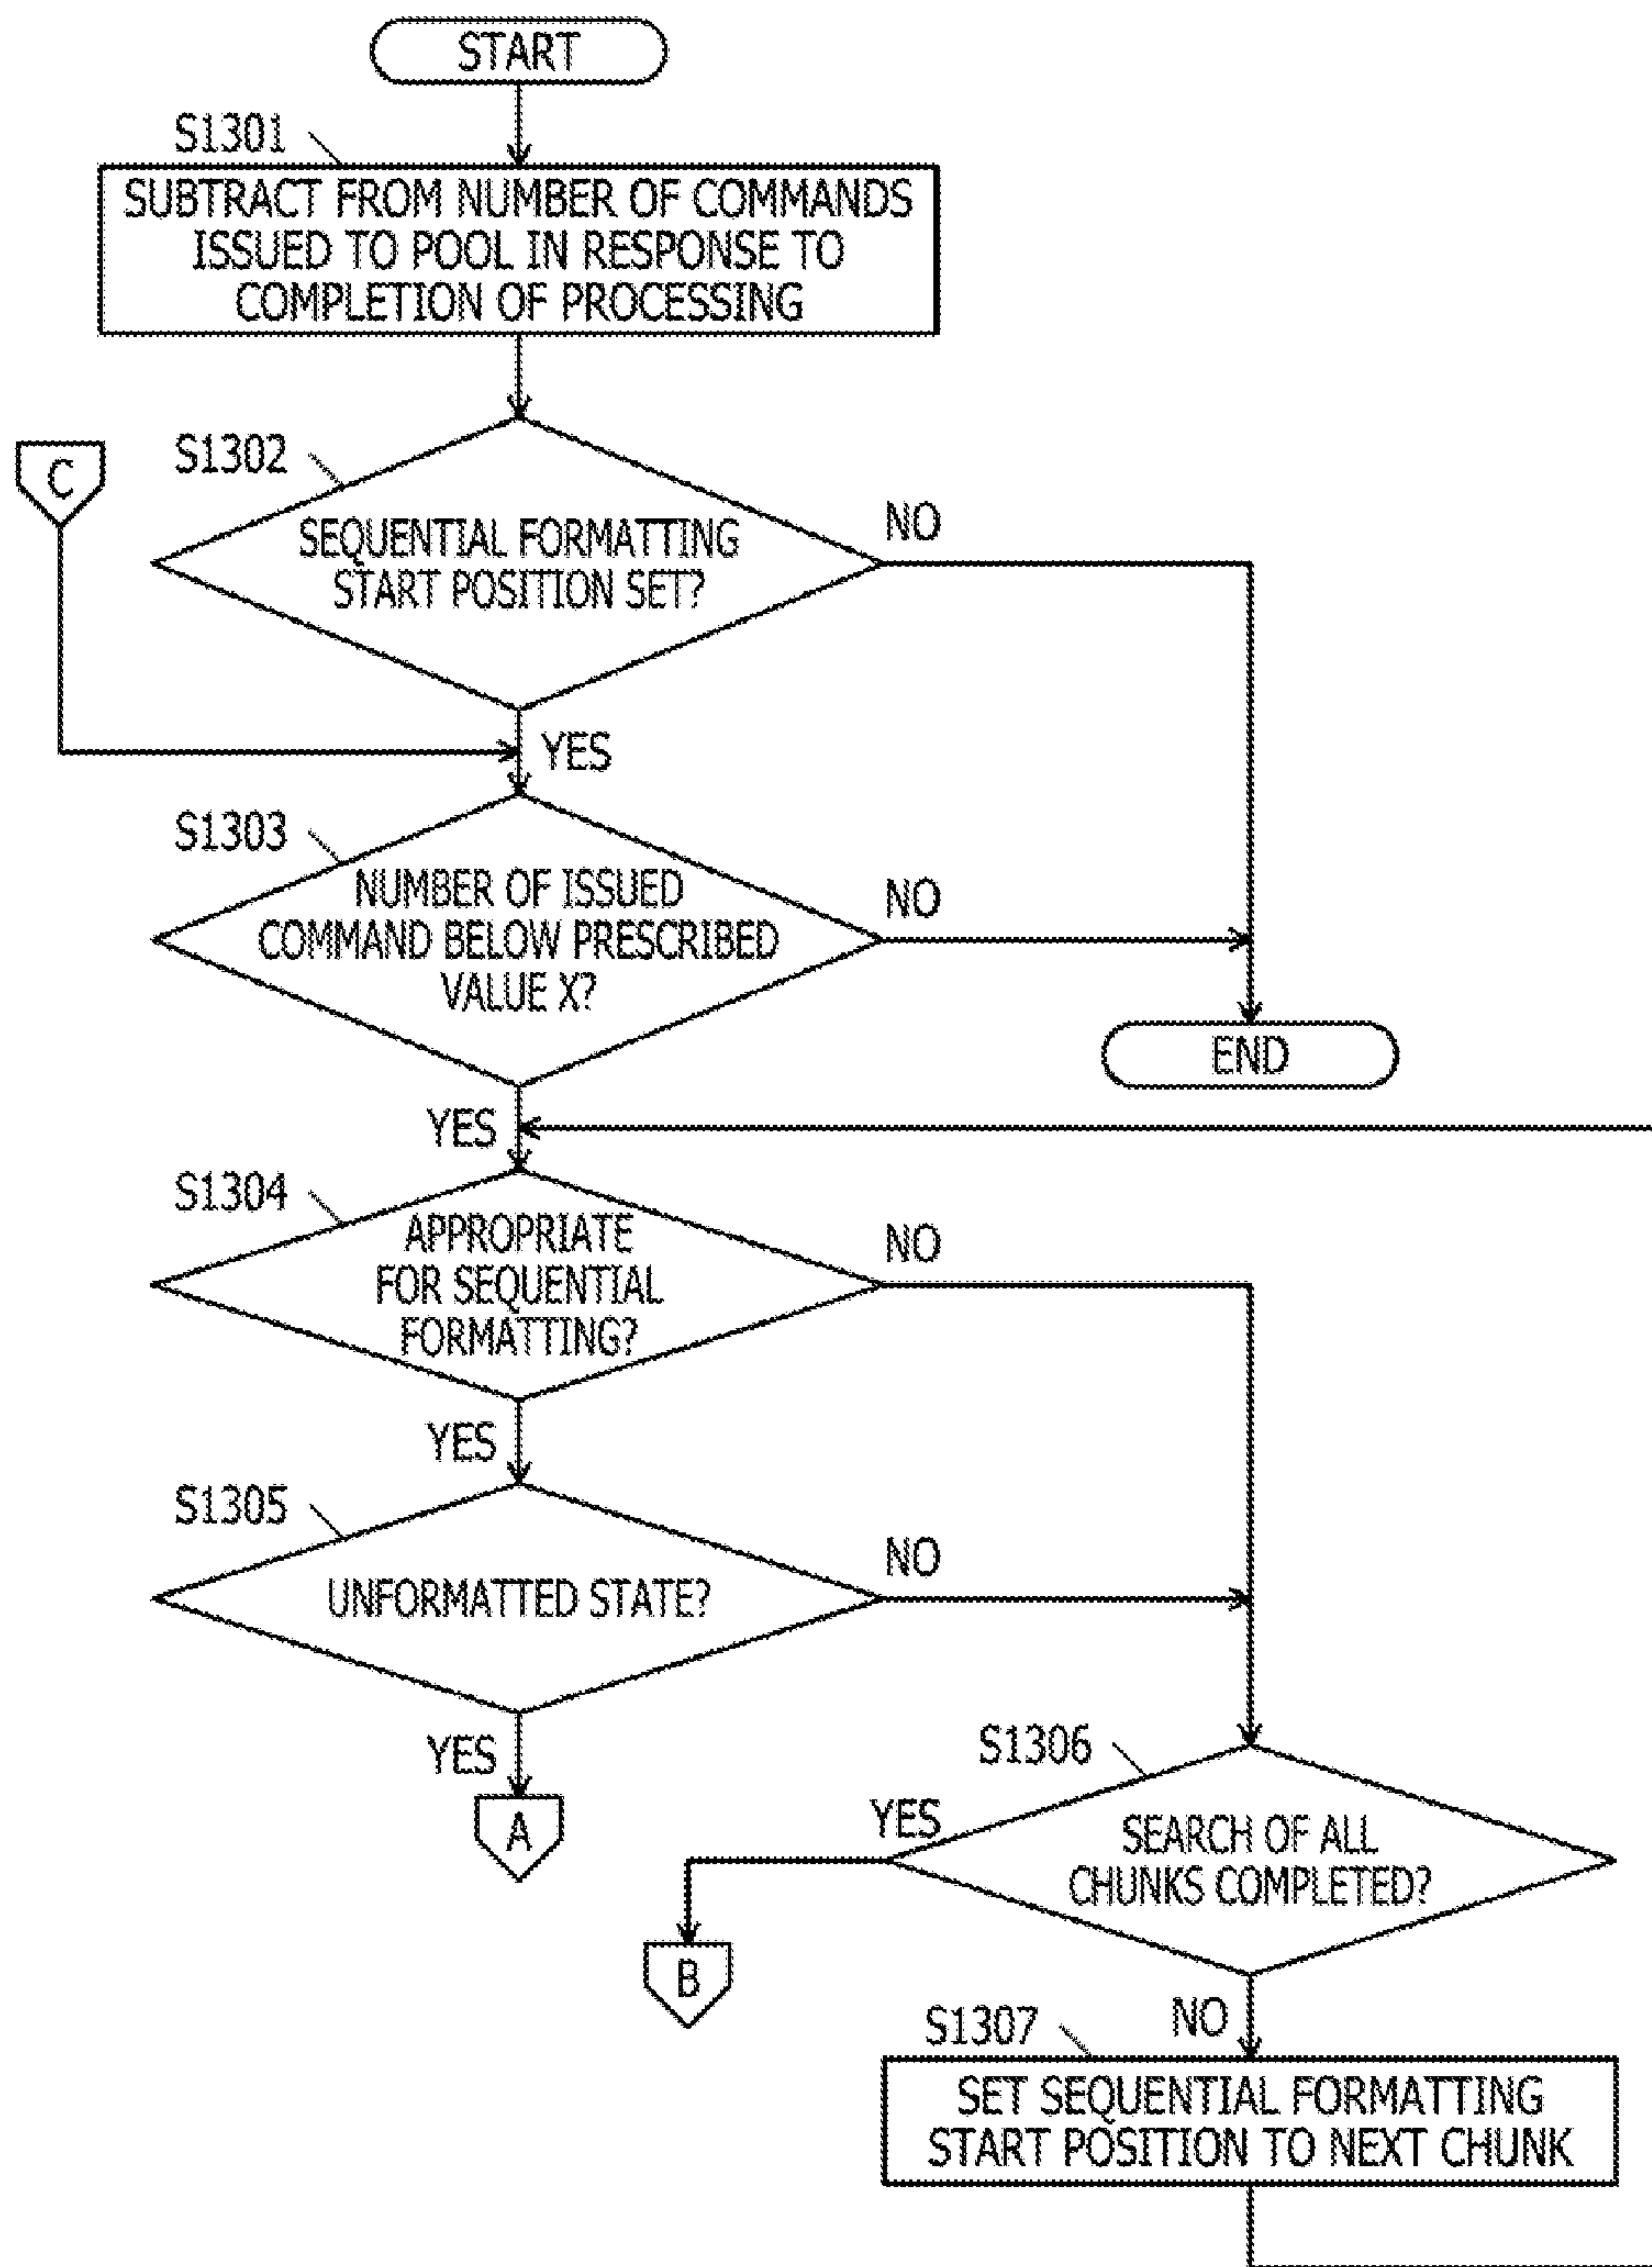 START
S1301
SUBTRACT FROM NUMBER OF COMMANDS
ISSUED TO POOL IN RESPONSE TO
COMPLETION OF PROCESSING
C
S1302
SEQUENTIAL FORMATTING
START POSITION SET?
NO
YES
S1303
NUMBER OF ISSUED
COMMAND BELOW PRESCRIBED
VALUE X?
NO
END
YES
S1304
APPROPRIATE
FOR SEQUENTIAL
FORMATTING?
NO
YES
S1305
UNFORMATTED STATE?
NO
YES
A
S1306
SEARCH OF ALL
CHUNKS COMPLETED?
YES
B
NO
S1307
SET SEQUENTIAL FORMATTING
START POSITION TO NEXT CHUNK